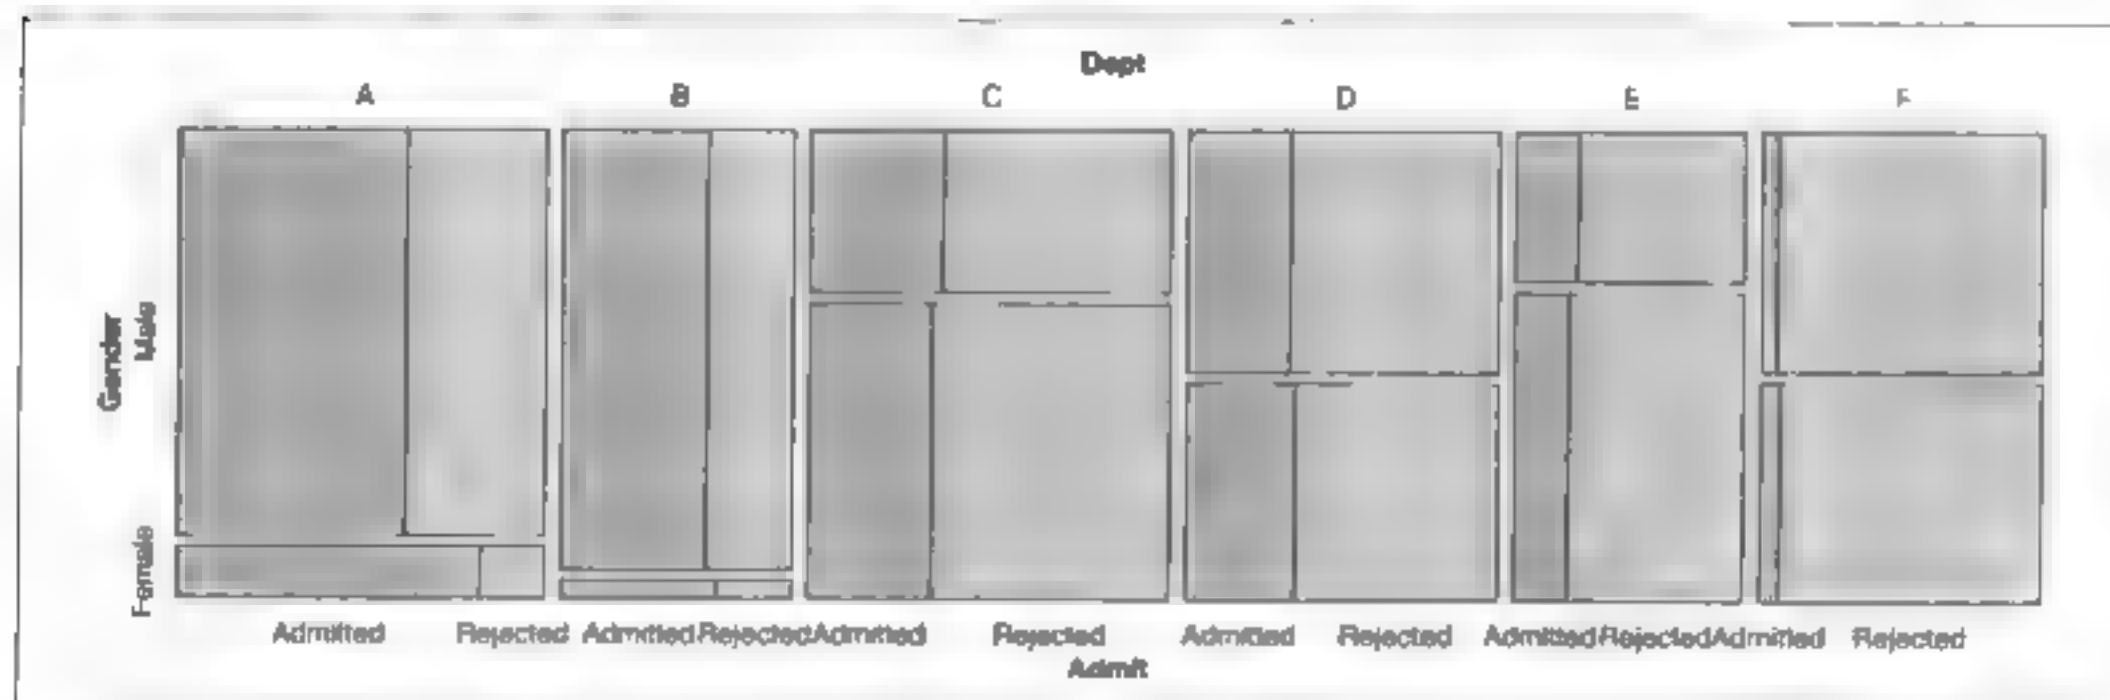 Dept
A B C D E F
Gender
Male
Female
Admitted Rejected Admitted Rejected Admitted Rejected Admitted Rejected Admitted Rejected Admitted Rejected
Admit